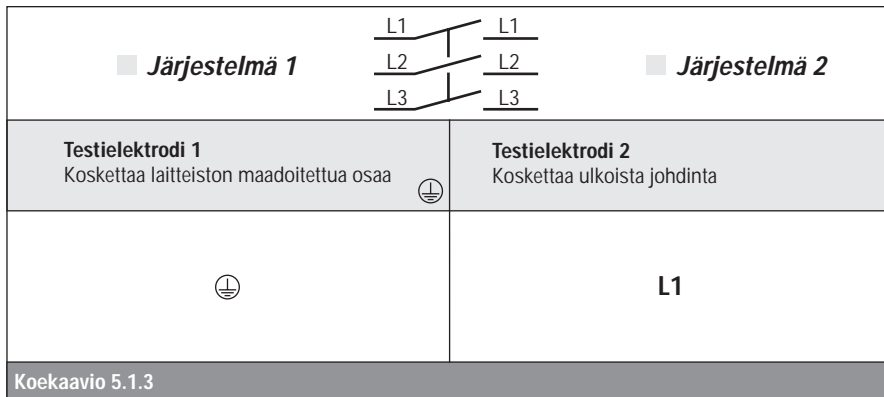 L1 L1
Järjestelmä 1 L2 L2 Järjestelmä 2
L3 L3
Testielektrodi 1
Koskettaa laitteiston maadoitettua osaa
Testielektrodi 2
Koskettaa ulkoista johdinta
L1
Koekaavio 5.1.3